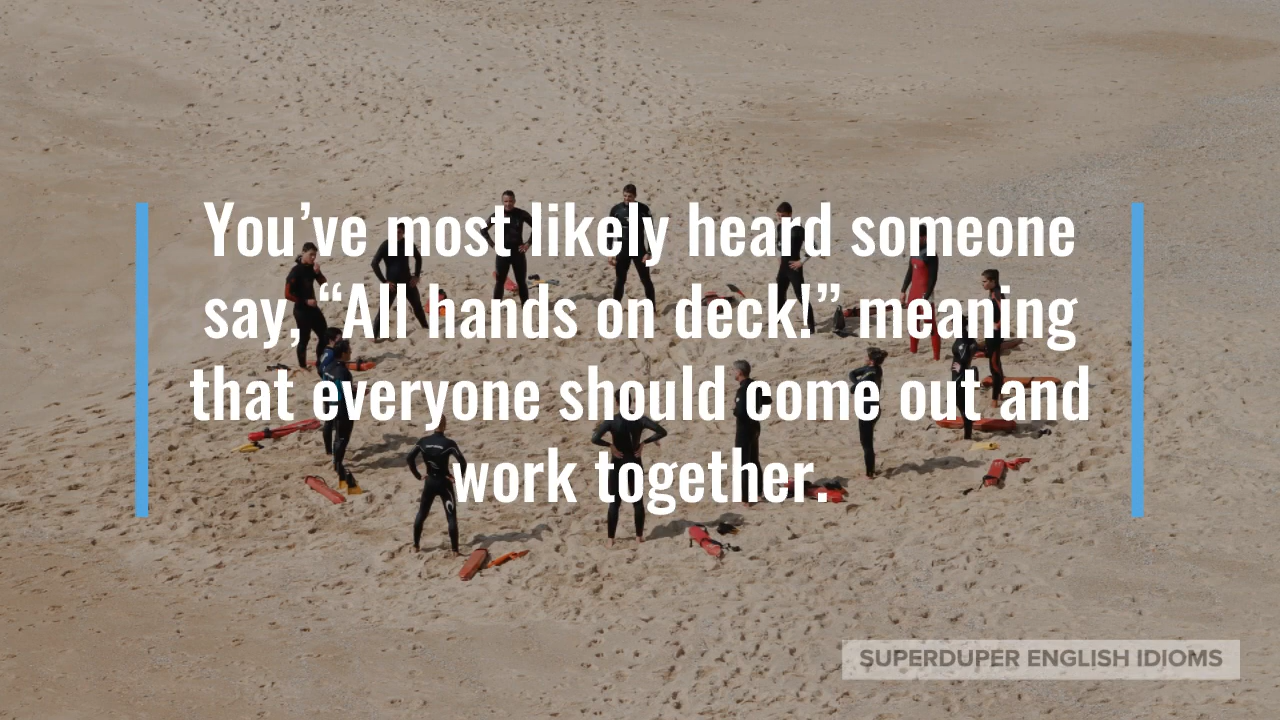 You’ve most likely heard someone
say, “All hands on deck!” meaning
that everyone should come out and
work together.
SUPERDUPER ENGLISH IDIOMS